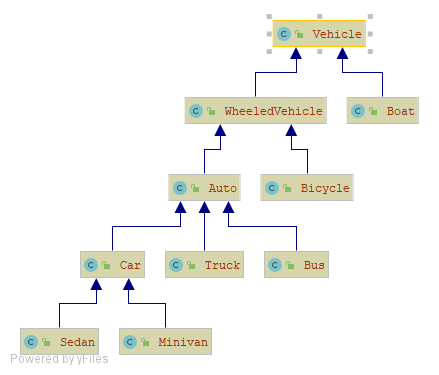 C Vehicle
C WheeledVehicle
C Boat
C Auto
C Bicycle
C Car
C Truck
C Bus
C Sedan
C Minivan
Powered by yFiles